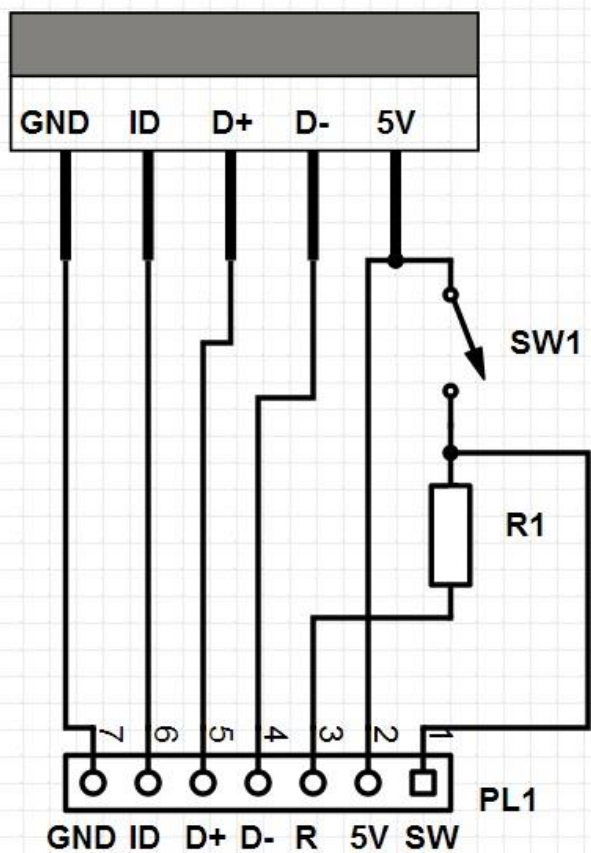 GND ID D+ D- 5V
SW1
R1
7 6 5 4 3 2 1
PL1
GND ID D+ D- R 5V SW